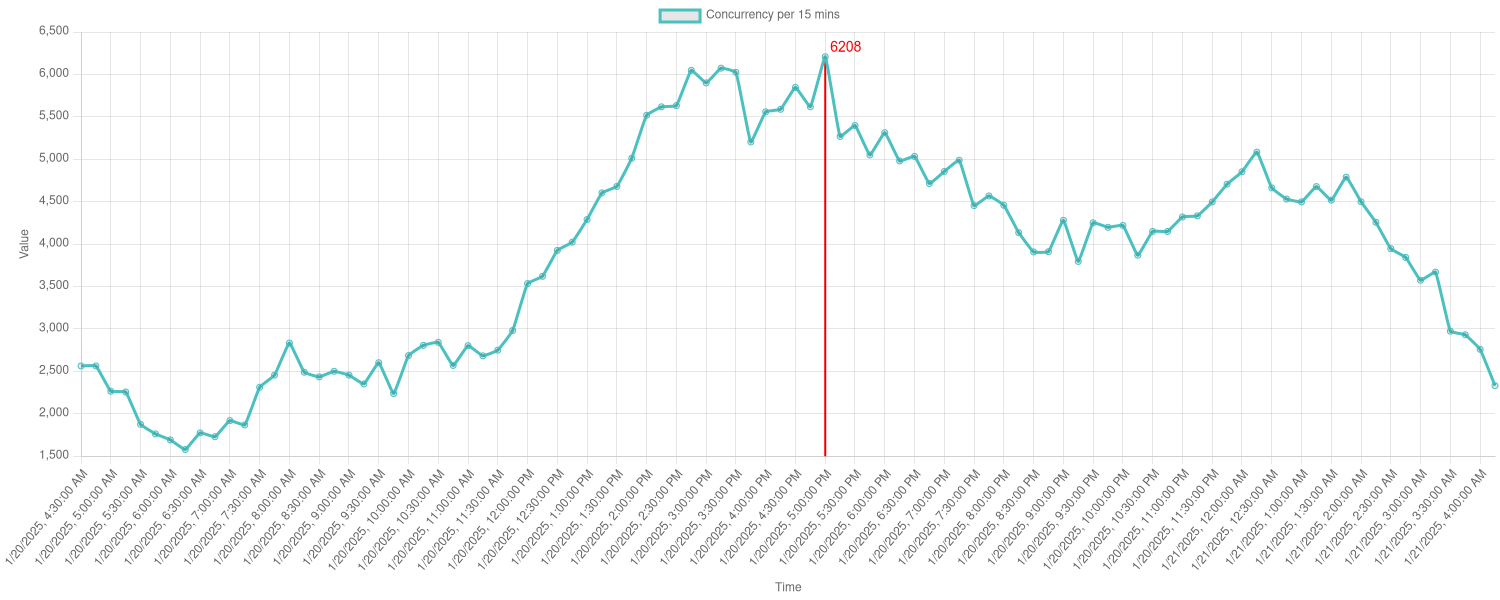 Concurrency per 15 mins
6208
6,500
6,000
5,500
5,000
4,500
4,000
3,500
3,000
2,500
2,000
1,500
Value
1/20/2025, 4:30:00 AM
1/20/2025, 5:00:00 AM
1/20/2025, 5:30:00 AM
1/20/2025, 6:00:00 AM
1/20/2025, 6:30:00 AM
1/20/2025, 7:00:00 AM
1/20/2025, 7:30:00 AM
1/20/2025, 8:00:00 AM
1/20/2025, 8:30:00 AM
1/20/2025, 9:00:00 AM
1/20/2025, 9:30:00 AM
1/20/2025, 10:00:00 AM
1/20/2025, 10:30:00 AM
1/20/2025, 11:00:00 AM
1/20/2025, 11:30:00 AM
1/20/2025, 12:00:00 PM
1/20/2025, 12:30:00 PM
1/20/2025, 1:00:00 PM
1/20/2025, 1:30:00 PM
1/20/2025, 2:00:00 PM
1/20/2025, 2:30:00 PM
1/20/2025, 3:00:00 PM
1/20/2025, 3:30:00 PM
1/20/2025, 4:00:00 PM
1/20/2025, 4:30:00 PM
1/20/2025, 5:00:00 PM
1/20/2025, 5:30:00 PM
1/20/2025, 6:00:00 PM
1/20/2025, 6:30:00 PM
1/20/2025, 7:00:00 PM
1/20/2025, 7:30:00 PM
1/20/2025, 8:00:00 PM
1/20/2025, 8:30:00 PM
1/20/2025, 9:00:00 PM
1/20/2025, 9:30:00 PM
1/20/2025, 10:00:00 PM
1/20/2025, 10:30:00 PM
1/20/2025, 11:00:00 PM
1/20/2025, 11:30:00 PM
1/21/2025, 12:00:00 AM
1/21/2025, 12:30:00 AM
1/21/2025, 1:00:00 AM
1/21/2025, 1:30:00 AM
1/21/2025, 2:00:00 AM
1/21/2025, 2:30:00 AM
1/21/2025, 3:00:00 AM
1/21/2025, 3:30:00 AM
1/21/2025, 4:00:00 AM
Time